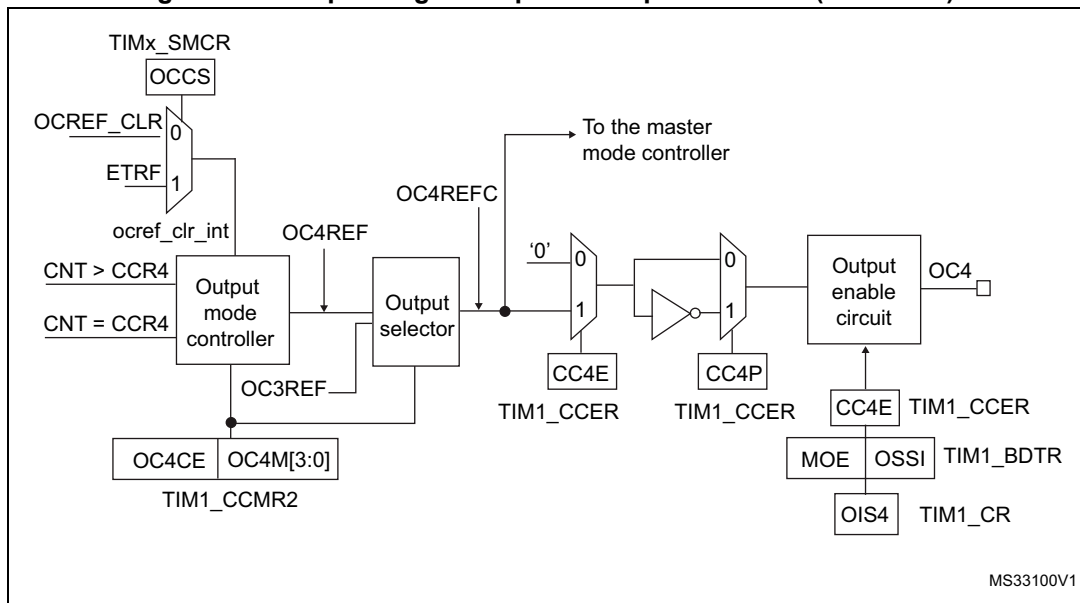 TIMx_SMCR
OCCS
OCREF_CLR
0
ETRF
1
ocref_clr_int
To the master
mode controller
OC4REFC
OC4REF
CNT > CCR4
CNT = CCR4
Output
mode
controller
Output
selector
OC3REF
'0'
0
1
0
1
Output
enable
circuit
OC4
CC4E
TIM1_CCER
CC4P
TIM1_CCER
CC4E
TIM1_CCER
MOE
OSSI
TIM1_BDTR
OIS4
TIM1_CR
OC4CE
OC4M[3:0]
TIM1_CCMR2
MS33100V1